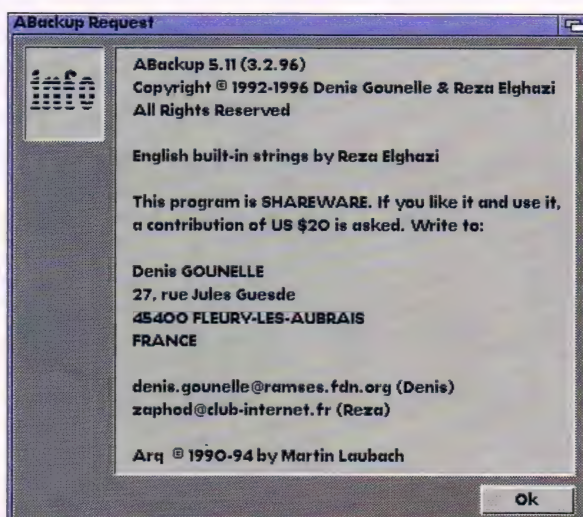 ABackup Request
info
ABackup 5.11 (3.2.96)
Copyright © 1992-1996 Denis Gounelle & Reza Elghazi
All Rights Reserved
English built-in strings by Reza Elghazi
This program is SHAREWARE. If you like it and use it,
a contribution of US $20 is asked. Write to:
Denis GOUNELLE
27, rue Jules Guesde
45400 FLEURY-LES-AUBRAIS
FRANCE
denis.gounelle@ramses.fdn.org (Denis)
zaphod@club-internet.fr (Reza)
Arq © 1990-94 by Martin Laubach
Ok